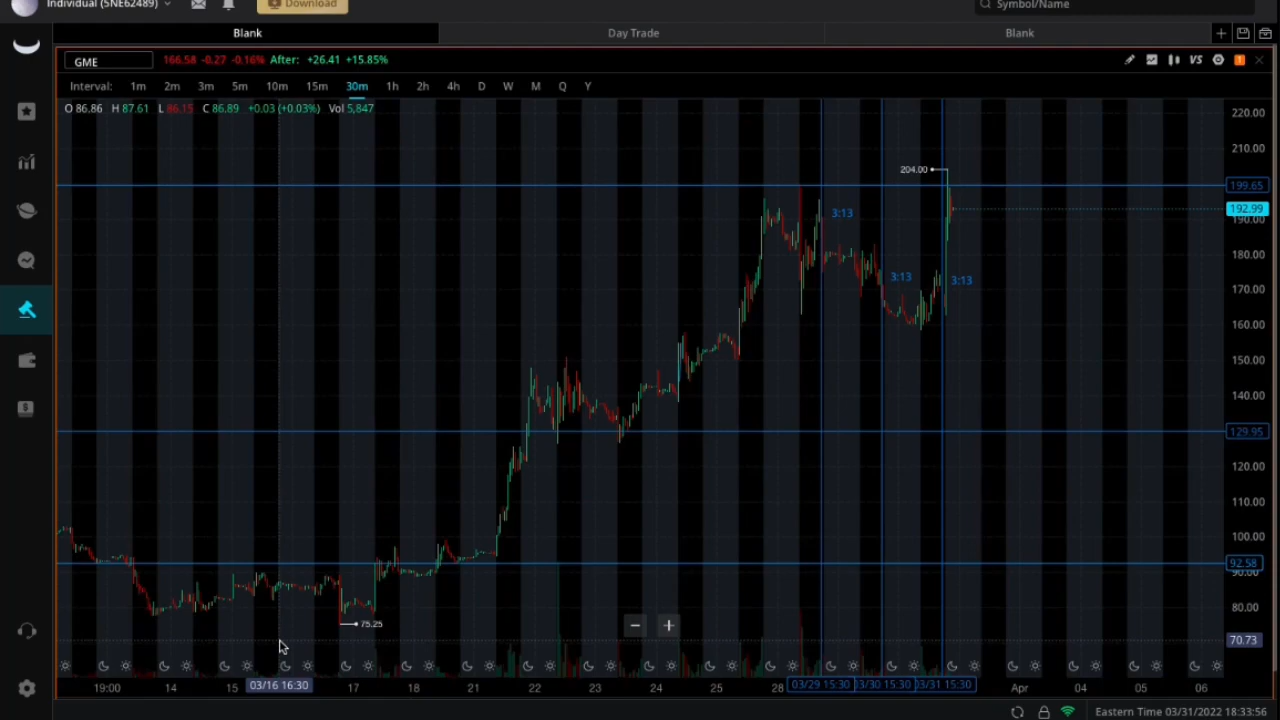 Individual (5NE62489)
Download
Symbol/Name
Blank
Day Trade
Blank
GME
166.58 -0.27 -0.16% After: +26.41 +15.85%
VS
Interval: 1m 2m 3m 5m 10m 15m 30m 1h 2h 4h D W M Q Y
O 86.86 H 87.61 L 86.15 C 86.89 +0.03 (+0.03%) Vol 5,847
220.00
210.00
204.00
199.65
192.99
190.00
3:13
180.00
3:13
3:13
170.00
160.00
150.00
140.00
129.95
120.00
110.00
100.00
92.58
90.00
80.00
75.25
70.73
19:00 14 15 03/16 16:30 17 18 21 22 23 24 25 28 03/29 15:30 03/30 15:30 03/31 15:30 Apr 04 05 06
Eastern Time 03/31/2022 18:33:56